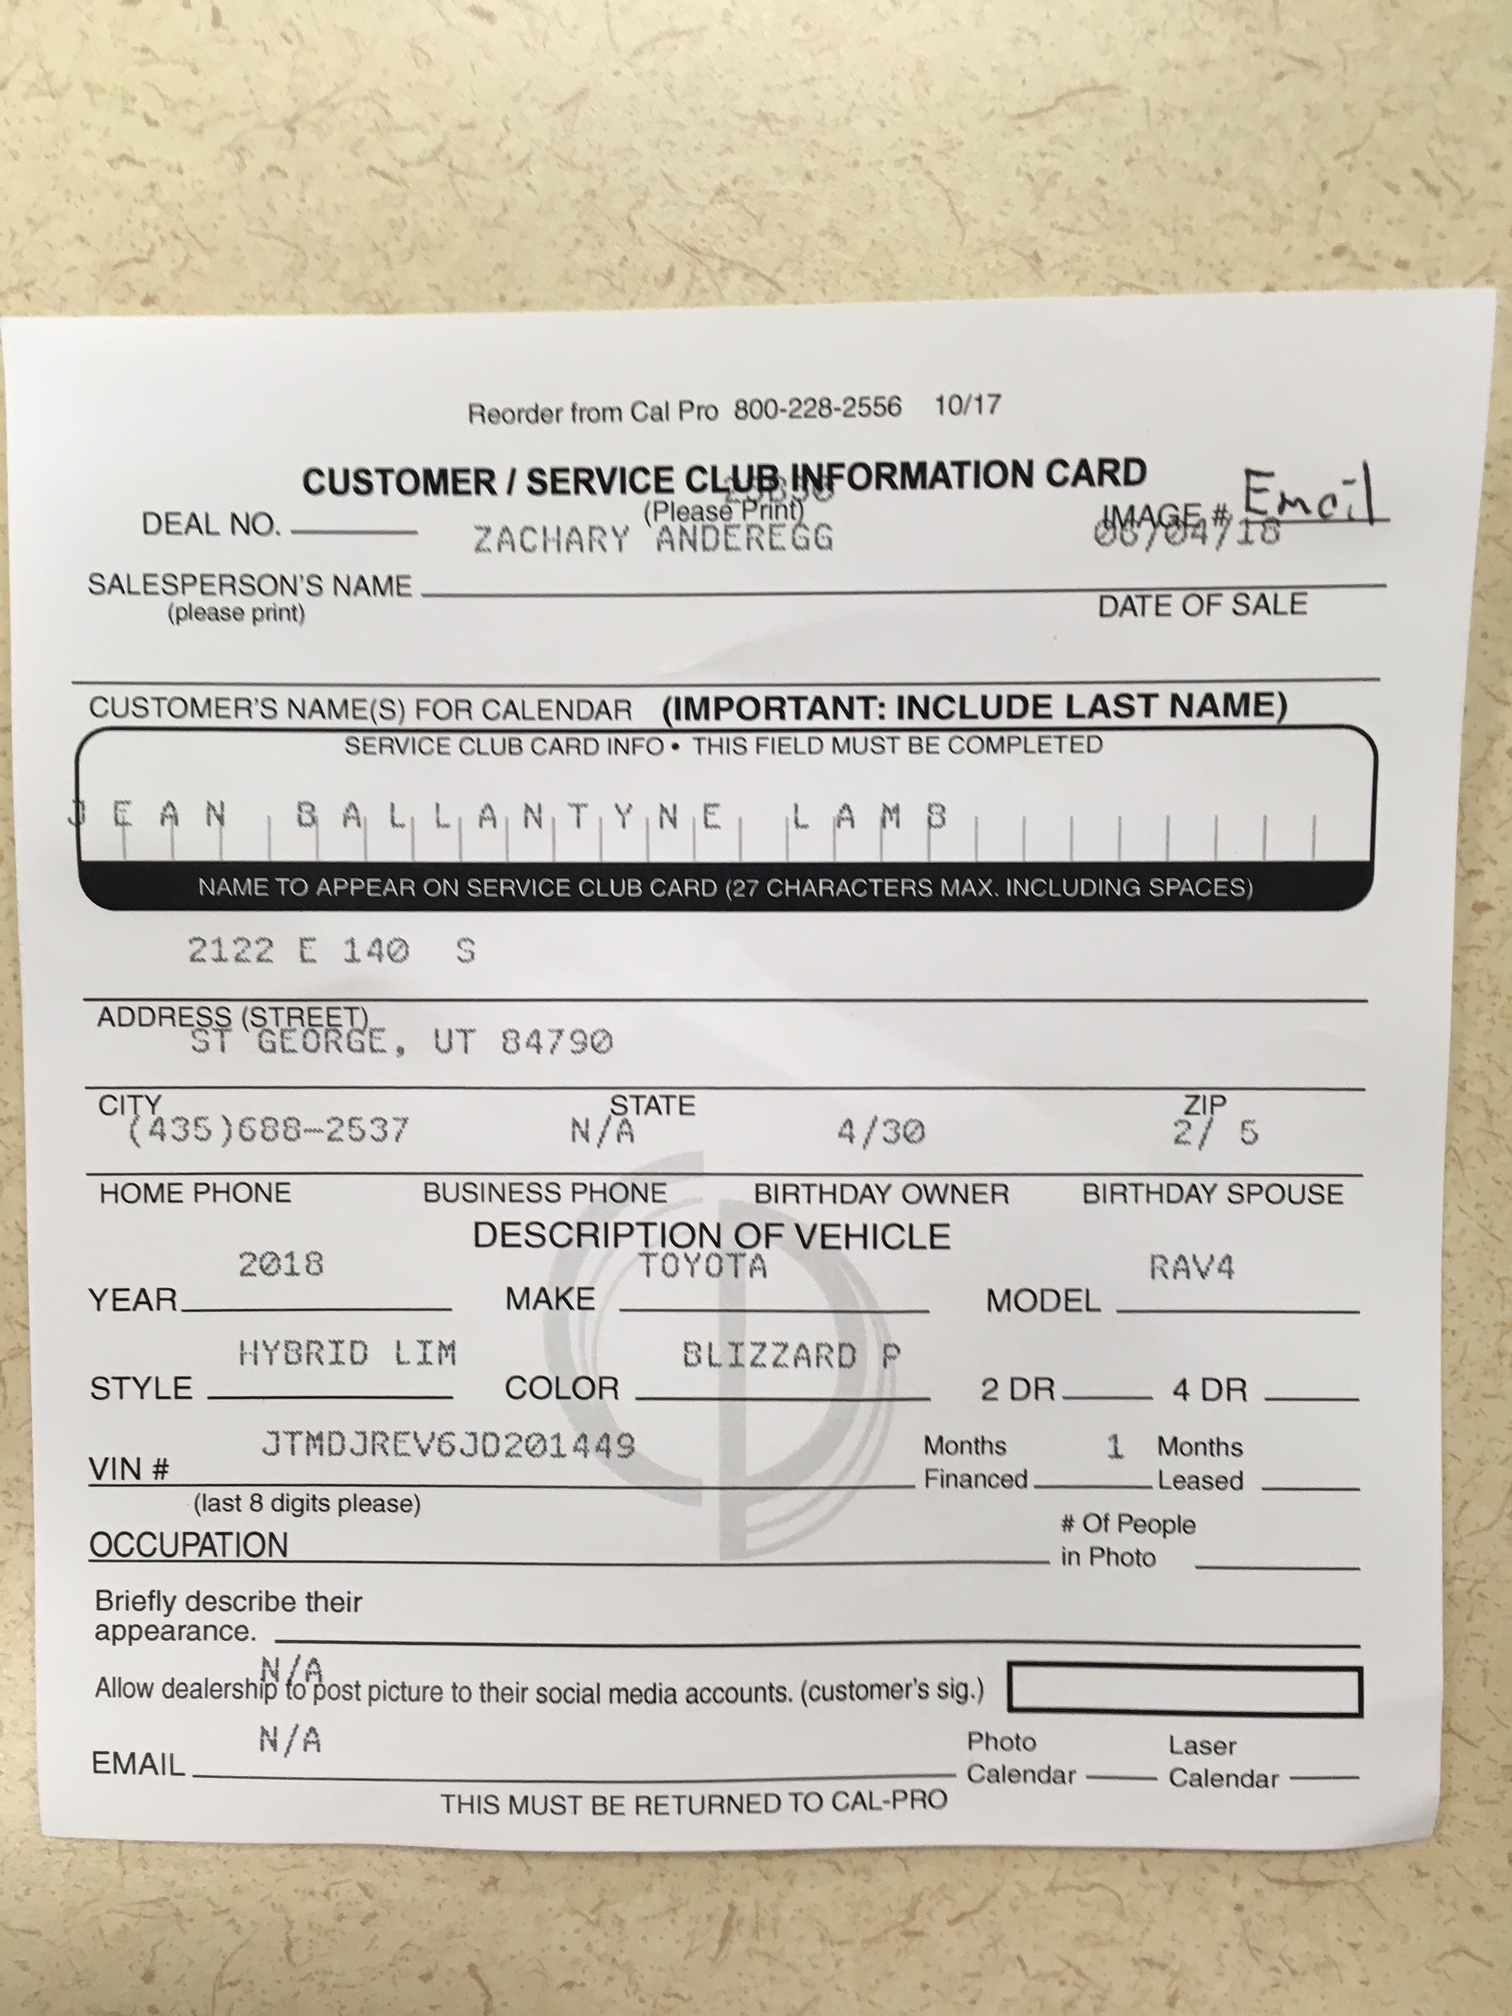 Reorder from Cal Pro 800-228-2556 10/17
CUSTOMER / SERVICE CLUB INFORMATION CARD
(Please Print)
DEAL NO. IMAGE # Email
ZACHARY ANDEREGG 06/04/18
SALESPERSON'S NAME
(please print) DATE OF SALE
CUSTOMER'S NAME(S) FOR CALENDAR (IMPORTANT: INCLUDE LAST NAME)
SERVICE CLUB CARD INFO • THIS FIELD MUST BE COMPLETED
JEAN BALLANTYNE LAMB
NAME TO APPEAR ON SERVICE CLUB CARD (27 CHARACTERS MAX. INCLUDING SPACES)
2122 E 140 S
ADDRESS (STREET)
ST GEORGE, UT 84790
CITY STATE ZIP
(435)688-2537 N/A 4/30 2/ 5
HOME PHONE BUSINESS PHONE BIRTHDAY OWNER BIRTHDAY SPOUSE
DESCRIPTION OF VEHICLE
2018 TOYOTA RAV4
YEAR MAKE MODEL
HYBRID LIM BLIZZARD P
STYLE COLOR 2 DR 4 DR
JTMDJREV6JD201449 Months 1 Months
VIN # Financed Leased
(last 8 digits please)
# Of People
OCCUPATION in Photo
Briefly describe their
appearance.
N/A
Allow dealership to post picture to their social media accounts. (customer's sig.)
N/A Photo Laser
EMAIL Calendar Calendar
THIS MUST BE RETURNED TO CAL-PRO